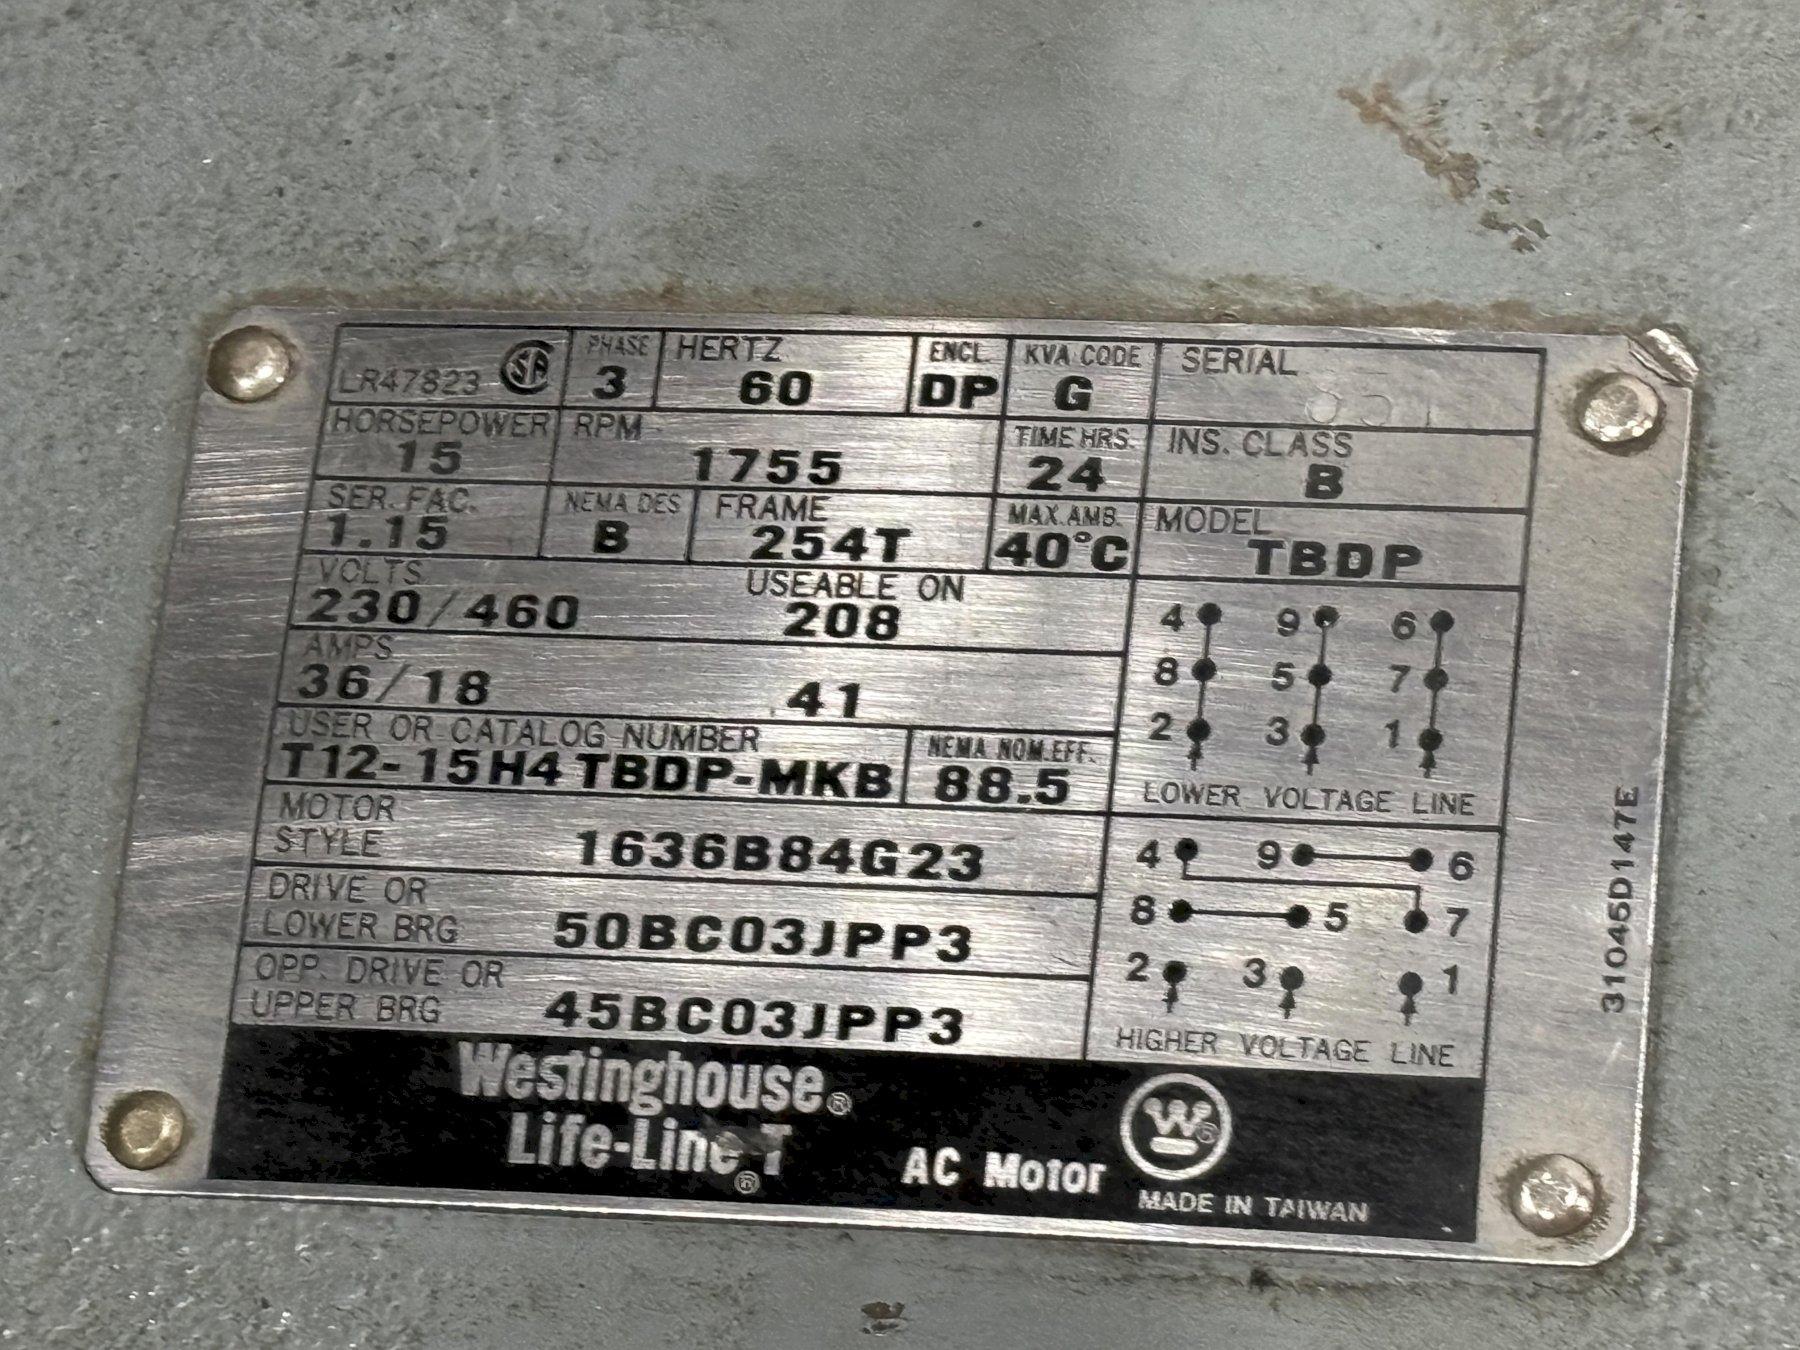 LR47823 SA PHASE 3 HERTZ 60 ENCL. DP KVA CODE G SERIAL
HORSEPOWER 15 RPM 1755 TIME HRS. 24 INS. CLASS B
SER. FAC. 1.15 NEMA DES B FRAME 254T MAX. AMB. 40°C MODEL TBDP
VOLTS 230/460 USEABLE ON 208
AMPS 36/18 41
USER OR CATALOG NUMBER T12-15H4TBDP-MKB NEMA NOM.EFF. 88.5
MOTOR STYLE 1636B84G23
DRIVE OR LOWER BRG 50BC03JPP3
OPP. DRIVE OR UPPER BRG 45BC03JPP3
4 9 6
8 5 7
2 3 1
LOWER VOLTAGE LINE
4 9 6
8 5 7
2 3 1
HIGHER VOLTAGE LINE
31045D147E
Westinghouse®
Life-Line T®
AC Motor
W®
MADE IN TAIWAN